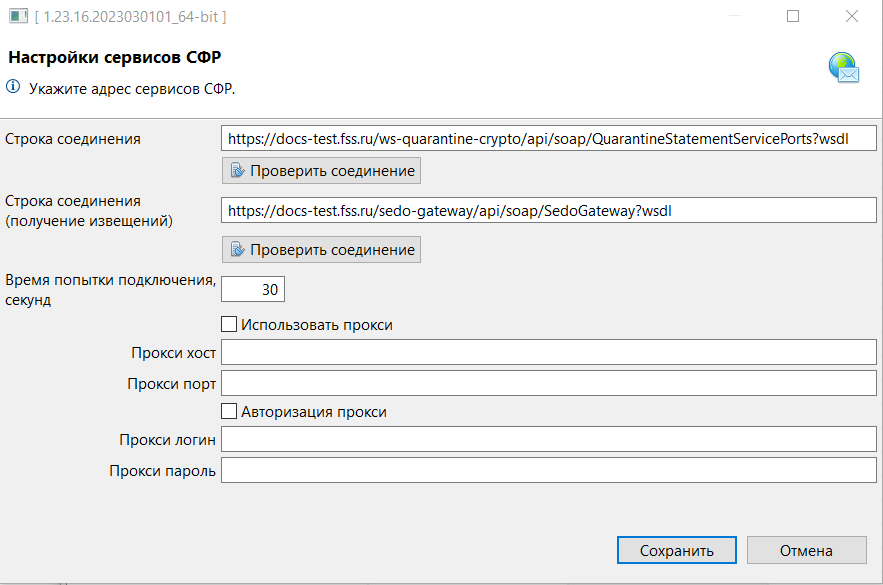 [ 1.23.16.2023030101_64-bit ]
Настройки сервисов СФР
Укажите адрес сервисов СФР.
Строка соединения
https://docs-test.fss.ru/ws-quarantine-crypto/api/soap/QuarantineStatementServicePorts?wsdl
Проверить соединение
Строка соединения
(получение извещений)
https://docs-test.fss.ru/sedo-gateway/api/soap/SedoGateway?wsdl
Проверить соединение
Время попытки подключения,
секунд
30
Использовать прокси
Прокси хост
Прокси порт
Авторизация прокси
Прокси логин
Прокси пароль
Сохранить
Отмена